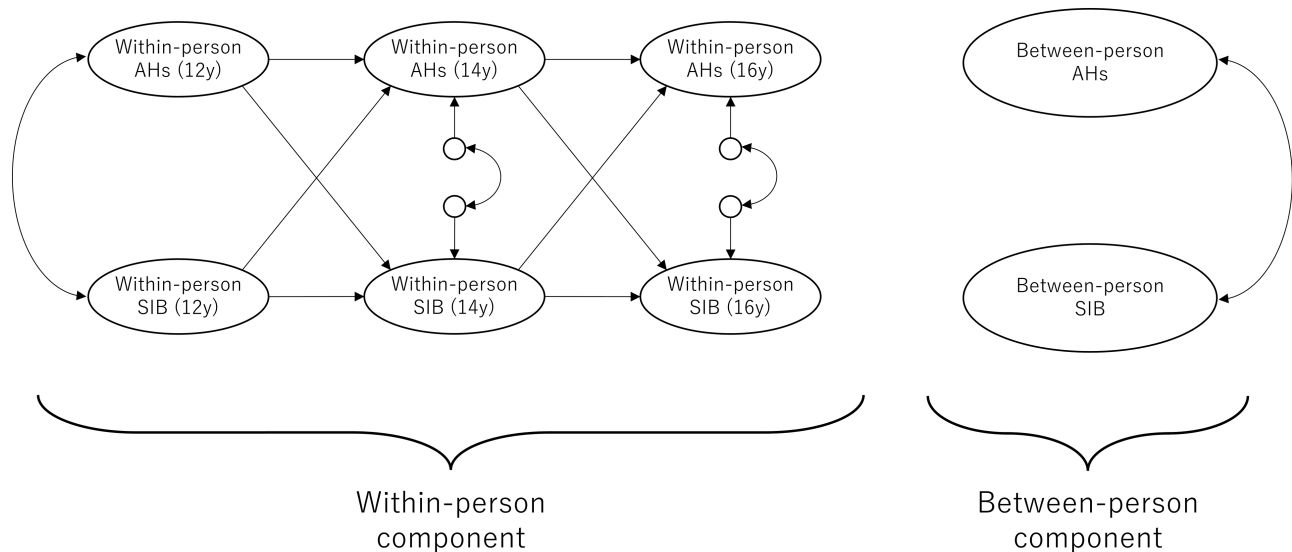 Within-person
AHs (12y)
Within-person
AHs (14y)
Within-person
AHs (16y)
Between-person
AHs
Within-person
SIB (12y)
Within-person
SIB (14y)
Within-person
SIB (16y)
Between-person
SIB
Within-person
component
Between-person
component